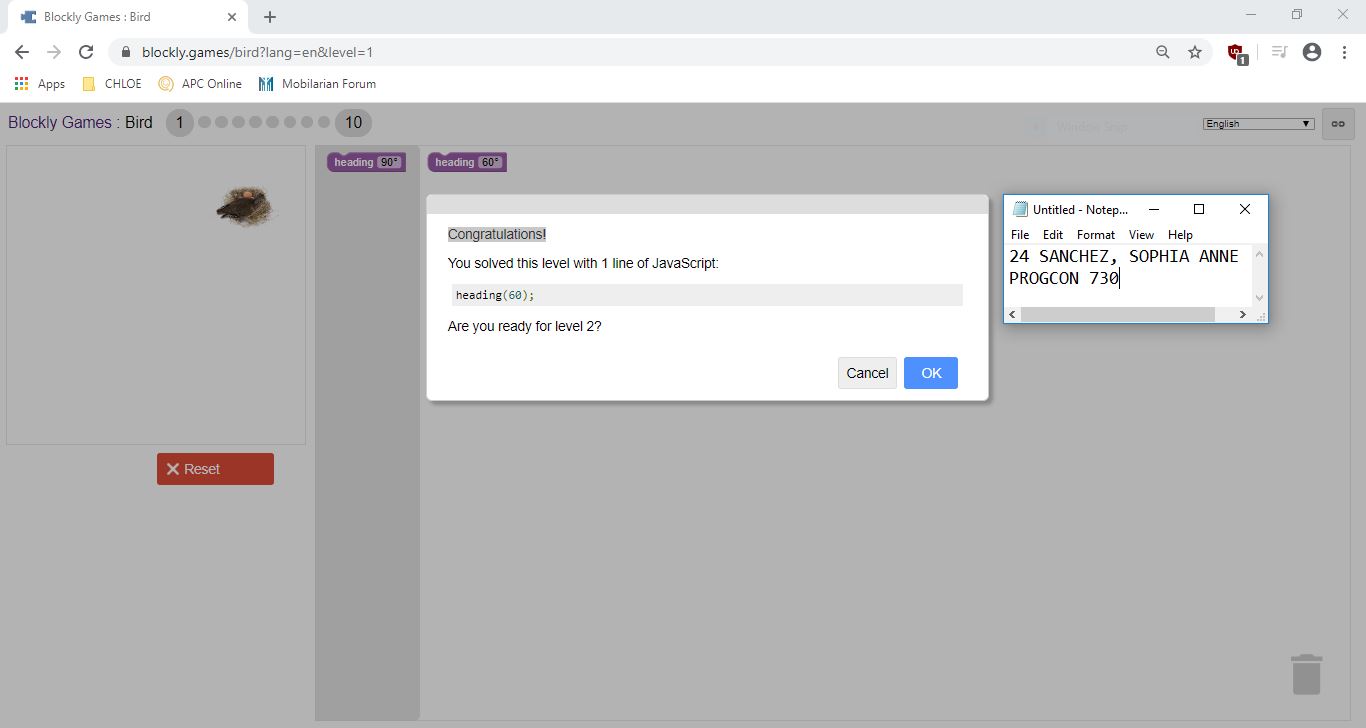 Blockly Games : Bird
blockly.games/bird?lang=en&level=1
1
Apps CHLOE APC Online Mobilarian Forum
Blockly Games : Bird 1 10
Window Snip
English
heading 90°
heading 60°
Congratulations!
You solved this level with 1 line of JavaScript:
heading(60);
Are you ready for level 2?
Cancel OK
Untitled - Notep...
File Edit Format View Help
24 SANCHEZ, SOPHIA ANNE
PROGCON 730
Reset